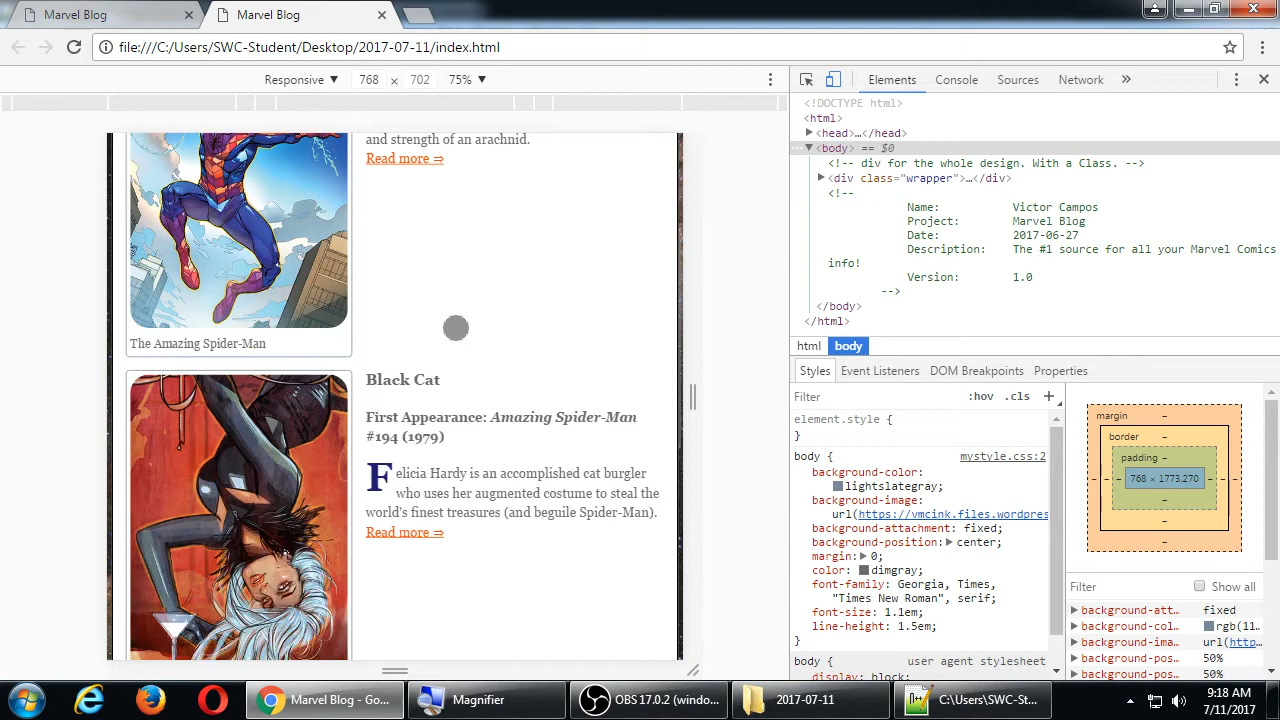 Marvel Blog
Marvel Blog
file:///C:/Users/SWC-Student/Desktop/2017-07-11/index.html
Responsive ▼ 768 × 702 75% ▼
Elements Console Sources Network »
and strength of an arachnid.
Read more ⇒
The Amazing Spider-Man
Black Cat
First Appearance: Amazing Spider-Man
#194 (1979)
Felicia Hardy is an accomplished cat burglar
who uses her augmented costume to steal the
world's finest treasures (and beguile Spider-Man).
Read more ⇒
<!DOCTYPE html>
<html>
▶<head>…</head>
▼<body> == $0
<!-- div for the whole design. With a Class. -->
▶<div class="wrapper">…</div>
<!--
Name: Victor Campos
Project: Marvel Blog
Date: 2017-06-27
Description: The #1 source for all your Marvel Comics
info!
Version: 1.0
-->
</body>
</html>
html body
Styles Event Listeners DOM Breakpoints Properties
Filter :hov .cls +
element.style {
}
body { mystyle.css:2
background-color:
lightslategray;
background-image:
url(https://vmcink.files.wordpres
background-attachment: fixed;
background-position:▶center;
margin:▶0;
color: dimgray;
font-family: Georgia, Times,
"Times New Roman", serif;
font-size: 1.1em;
line-height: 1.5em;
}
body { user agent stylesheet
display: block;
margin –
border –
padding –
– – – 768 × 1773.270 – – –
–
–
–
Filter Show all
▶background-att… fixed
▶background-col… rgb(11…
▶background-ima… url(http…
▶background-pos… 50%
▶background-pos… 50%
Marvel Blog - Go...
Magnifier
OBS 17.0.2 (windo...
2017-07-11
C:\Users\SWC-St...
9:18 AM
7/11/2017